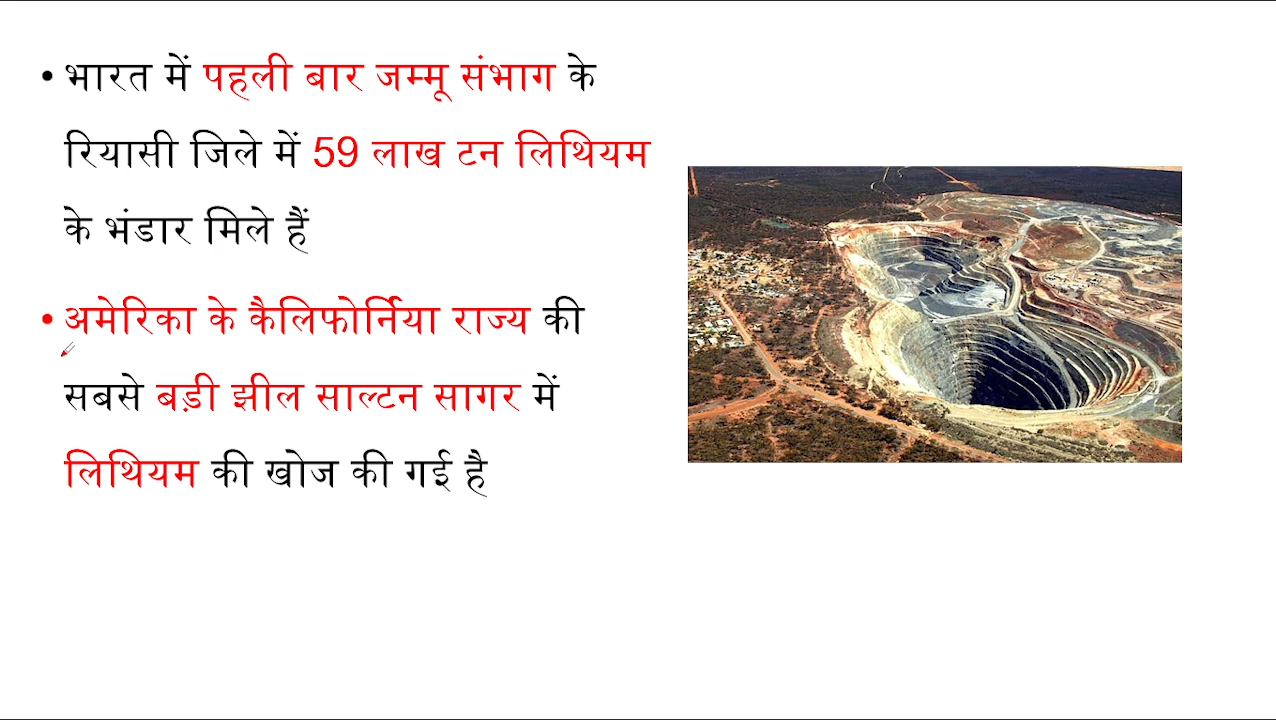 • भारत में पहली बार जम्मू संभाग के
रियासी जिले में 59 लाख टन लिथियम
के भंडार मिले हैं
• अमेरिका के कैलिफोर्निया राज्य की
सबसे बड़ी झील साल्टन सागर में
लिथियम की खोज की गई है